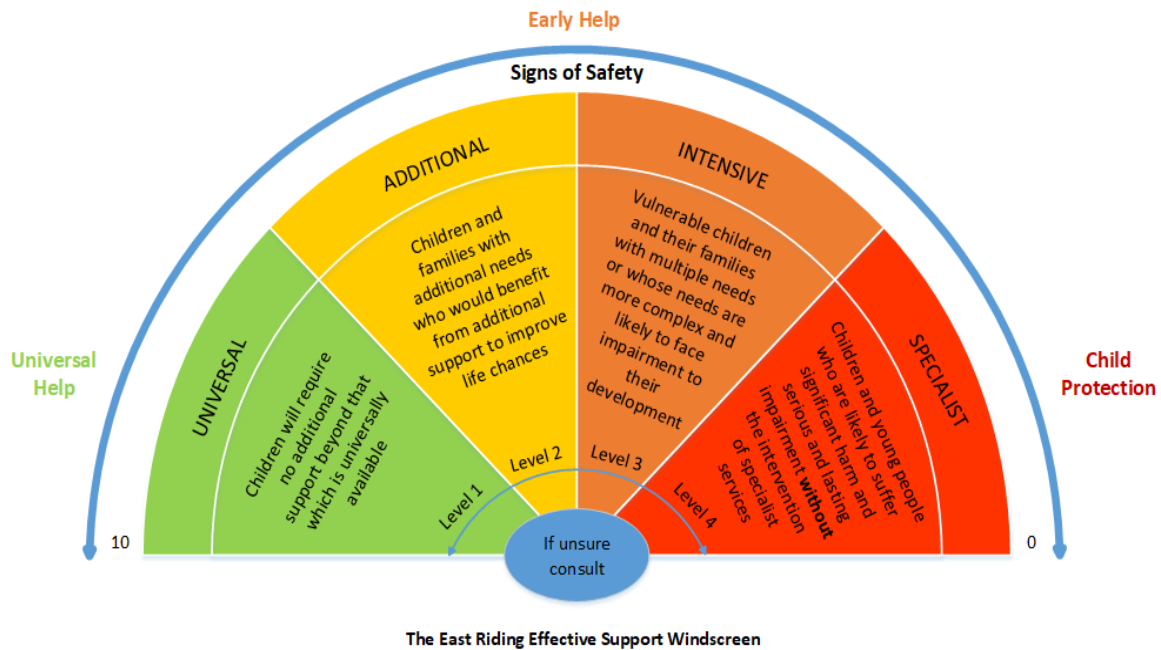 Early Help
Signs of Safety
ADDITIONAL
INTENSIVE
UNIVERSAL
SPECIALIST
Universal
Help
Child
Protection
Children will require
no additional
support beyond that
which is universally
available
Level 1
Children and
families with
additional needs
who would benefit
from additional
support to improve
life chances
Level 2
Vulnerable children
and their families
with multiple needs
or whose needs are
more complex and
likely to face
impairment to
their
development
Level 3
Children and young people
who are likely to suffer
significant harm and
serious and lasting
impairment without
the intervention
of specialist
services
Level 4
10
0
If unsure
consult
The East Riding Effective Support Windscreen